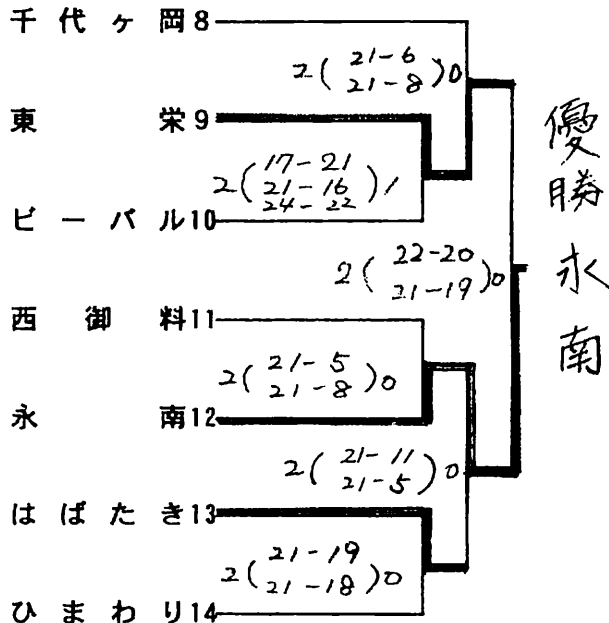 千代ヶ岡8
2(21-6
21-8)0
東栄9
2(17-21
21-16
24-22)1
ビーバル10
2(22-20
21-19)0
西御料11
2(21-5
21-8)0
永南12
2(21-11
21-5)0
はばたき13
2(21-19
21-18)0
ひまわり14
優勝永南